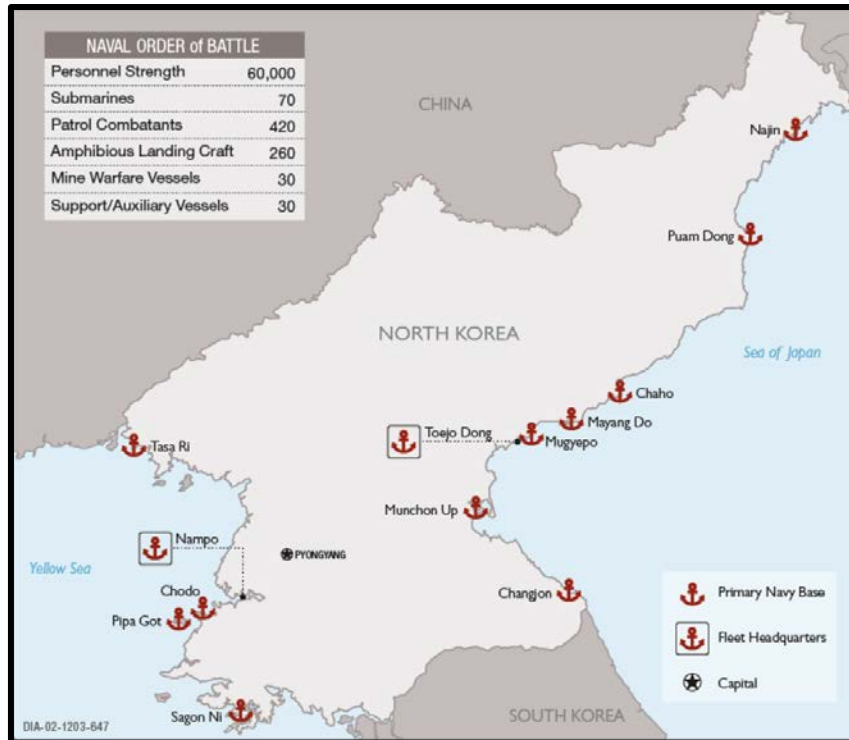 NAVAL ORDER of BATTLE
Personnel Strength 60,000
Submarines 70
Patrol Combatants 420
Amphibious Landing Craft 260
Mine Warfare Vessels 30
Support/Auxiliary Vessels 30
CHINA
Najin
Puam Dong
NORTH KOREA
Sea of Japan
Chaho
Mayang Do
Toejo Dong
Mugyepo
Tasa Ri
Munchon Up
Nampo
PYONGYANG
Yellow Sea
Chodo
Changjon
Pipa Got
Primary Navy Base
Fleet Headquarters
Capital
Sagon Ni
SOUTH KOREA
DIA-02-1203-647